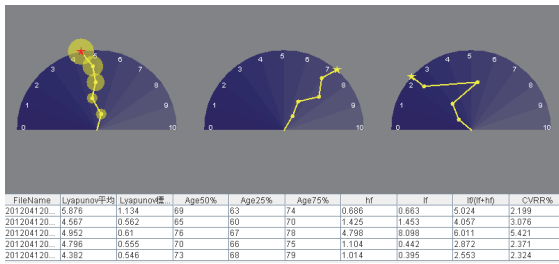 0 1 2 3 4 5 6 7 8 9 10
0 1 2 3 4 5 6 7 8 9 10
0 1 2 3 4 5 6 7 8 9 10
FileName Lyapunov平均 Lyapunov標... Age50% Age25% Age75% hf lf lf/(lf+hf) CVRR%
201204120... 5.876 1.134 69 63 74 0.686 0.663 5.024 2.199
201204120... 4.567 0.562 65 60 70 1.425 1.453 4.057 3.076
201204120... 4.952 0.61 76 67 78 4.798 8.098 6.011 5.421
201204120... 4.796 0.555 70 66 75 1.104 0.442 2.872 2.371
201204120... 4.382 0.546 73 68 79 1.014 0.395 2.553 2.324